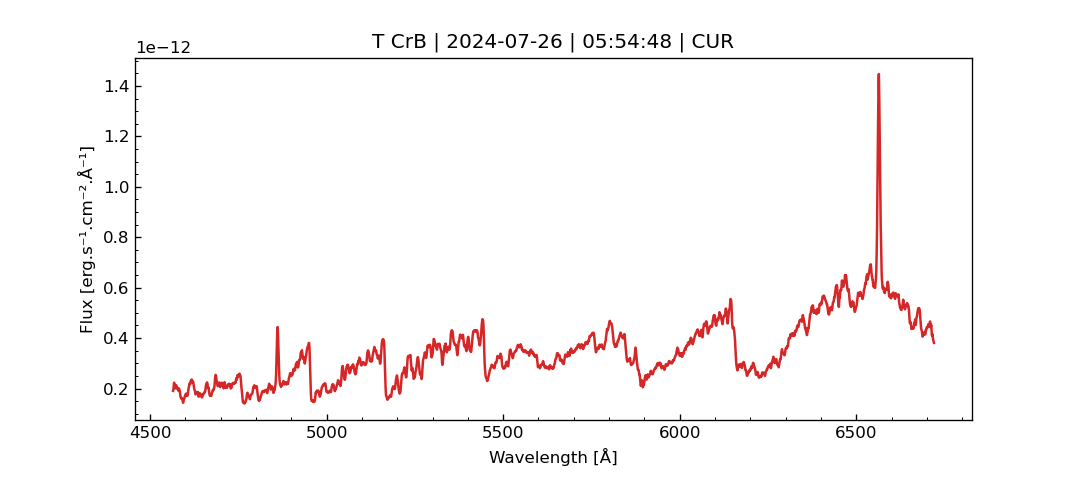 T CrB | 2024-07-26 | 05:54:48 | CUR
1e−12
1.4
1.2
1.0
0.8
0.6
0.4
0.2
Flux [erg.s⁻¹.cm⁻².Å⁻¹]
4500 5000 5500 6000 6500
Wavelength [Å]